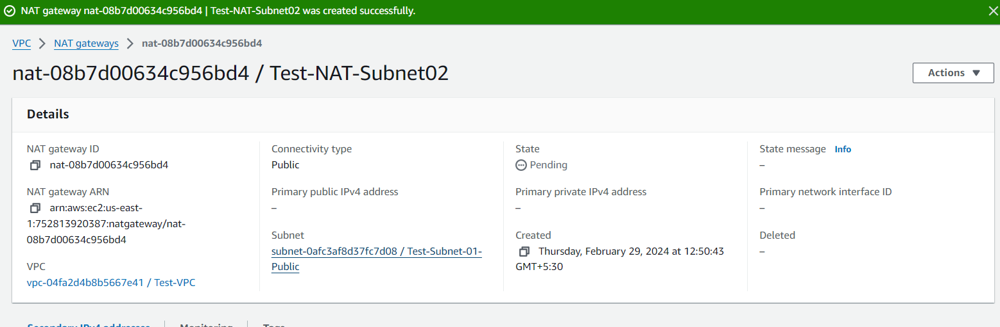 NAT gateway nat-08b7d00634c956bd4 | Test-NAT-Subnet02 was created successfully.
VPC > NAT gateways > nat-08b7d00634c956bd4
nat-08b7d00634c956bd4 / Test-NAT-Subnet02
Actions
Details
NAT gateway ID
nat-08b7d00634c956bd4
NAT gateway ARN
arn:aws:ec2:us-east-
1:752813920387:natgateway/nat-
08b7d00634c956bd4
VPC
vpc-04fa2d4b8b5667e41 / Test-VPC
Connectivity type
Public
Primary public IPv4 address
–
Subnet
subnet-0afc3af8d37fc7d08 / Test-Subnet-01-
Public
State
Pending
Primary private IPv4 address
–
Created
Thursday, February 29, 2024 at 12:50:43
GMT+5:30
State message Info
–
Primary network interface ID
–
Deleted
–
Secondary IPv4 addresses
Monitoring
Tags